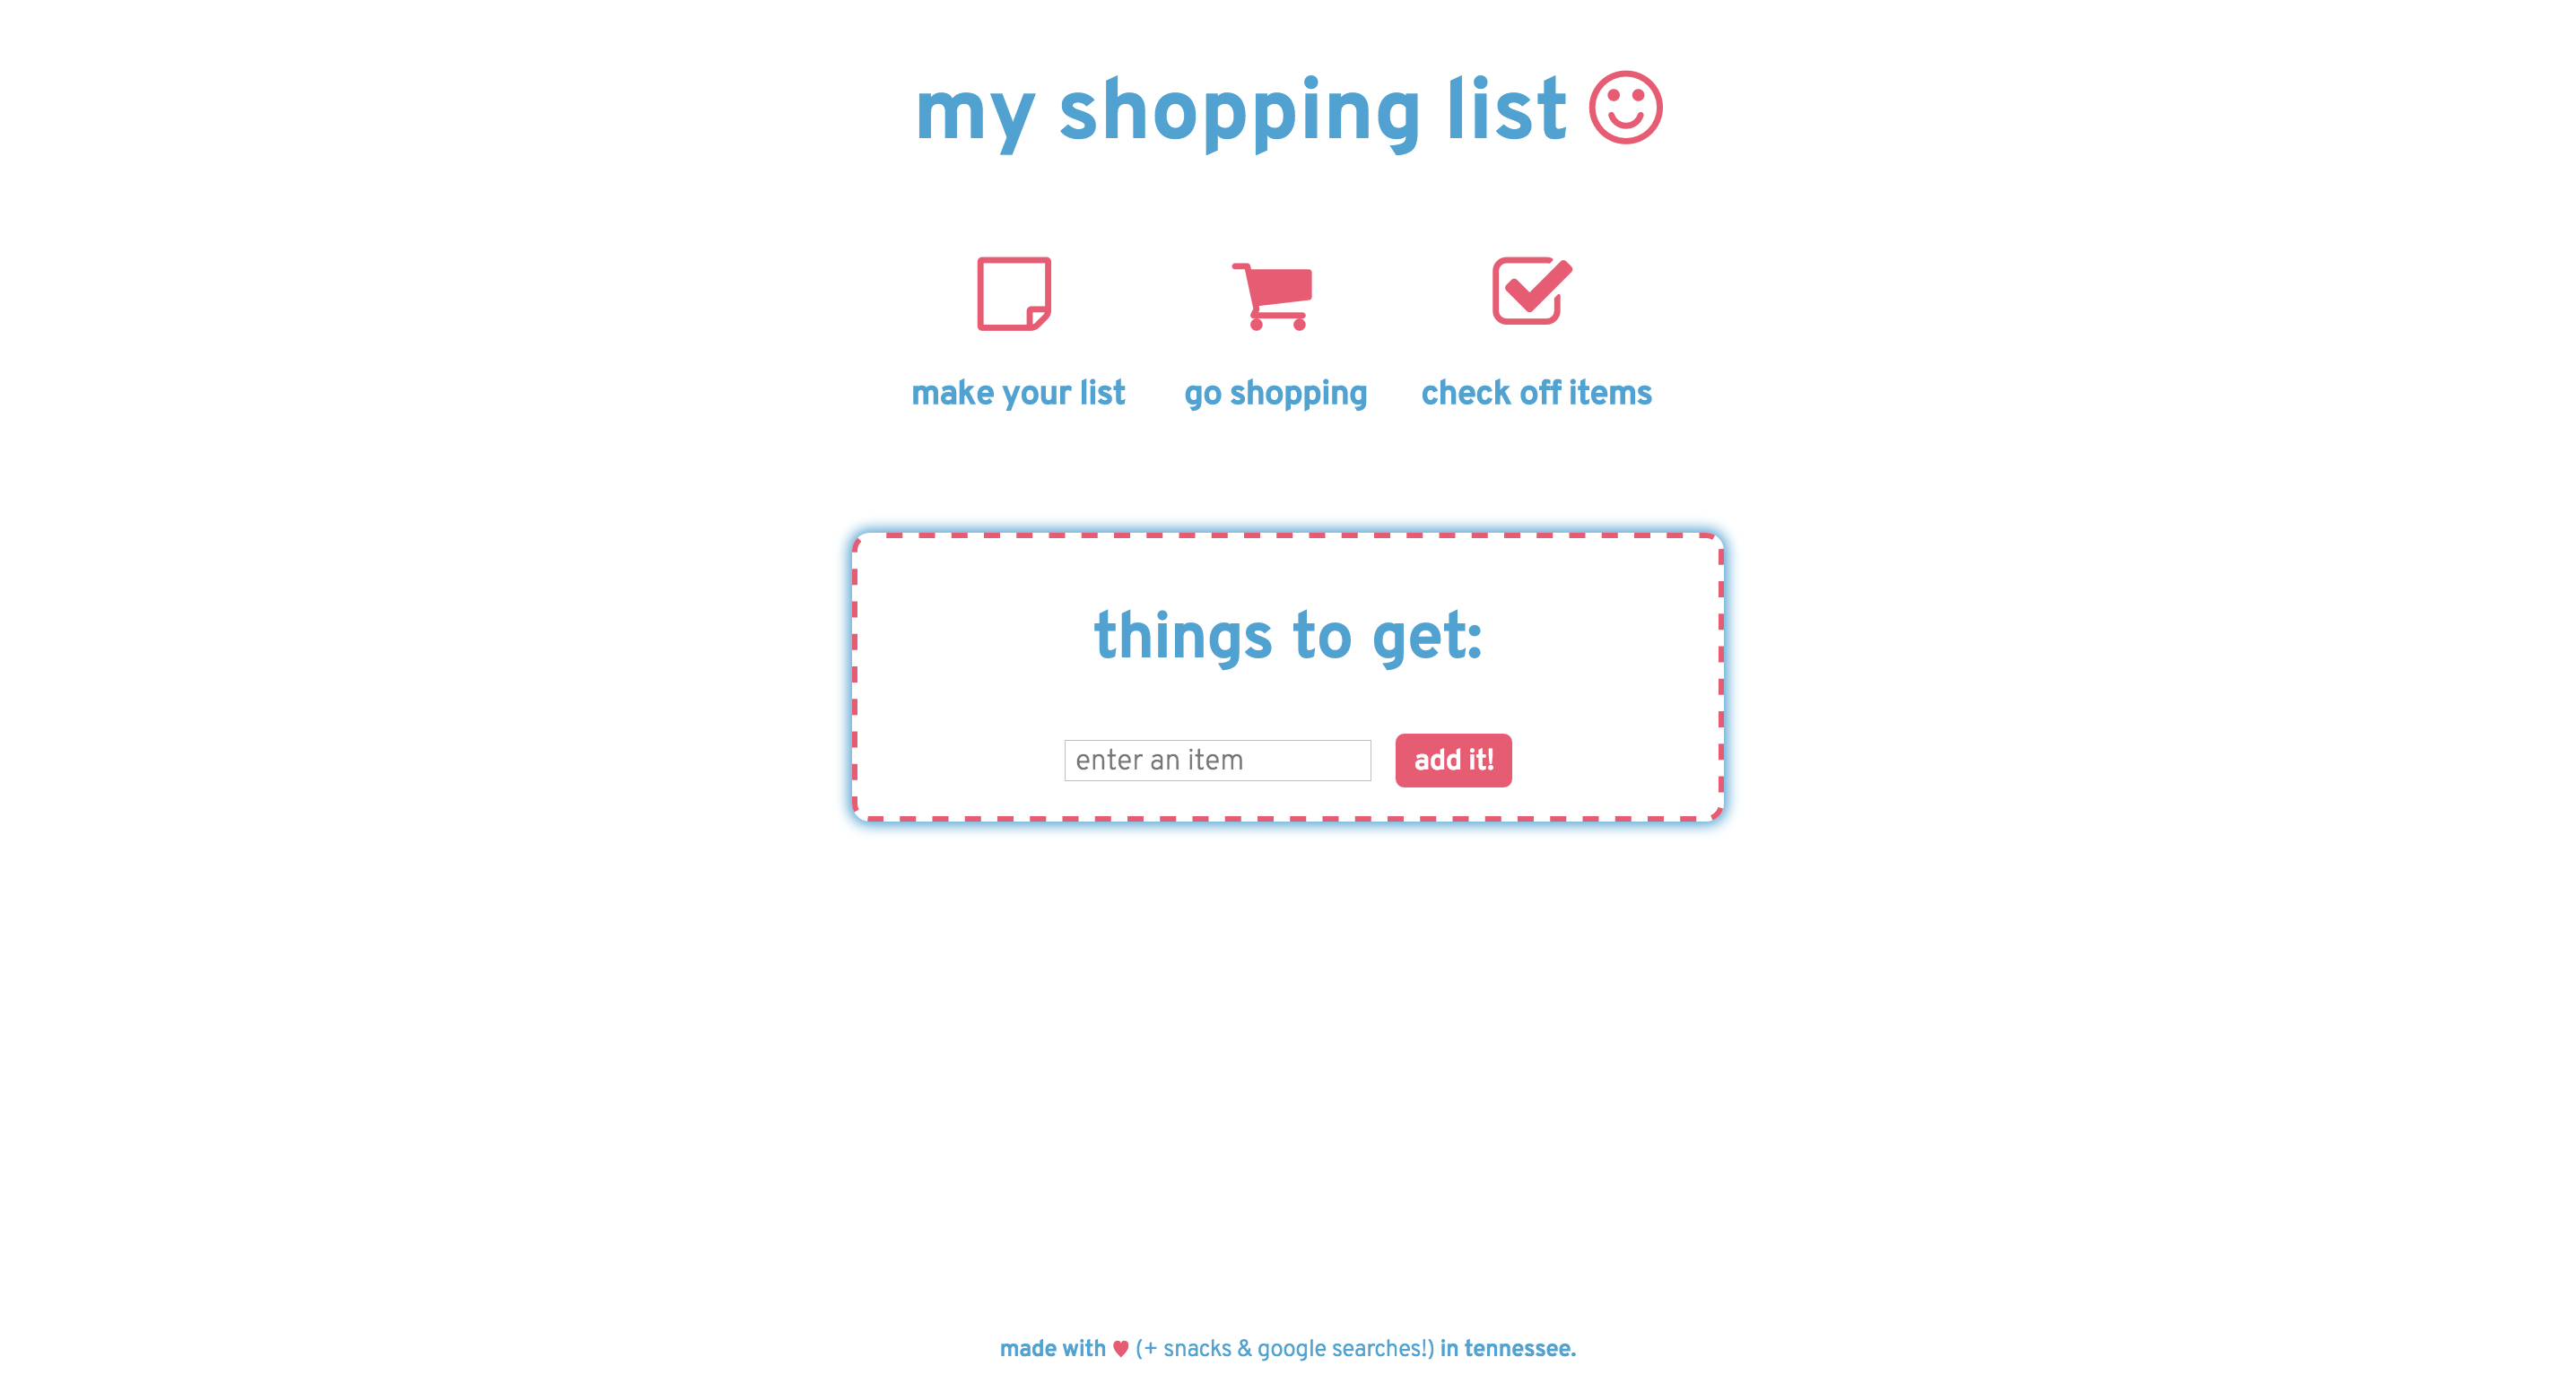 my shopping list
make your list
go shopping
check off items
things to get:
enter an item
add it!
made with ♥ (+ snacks & google searches!) in tennessee.